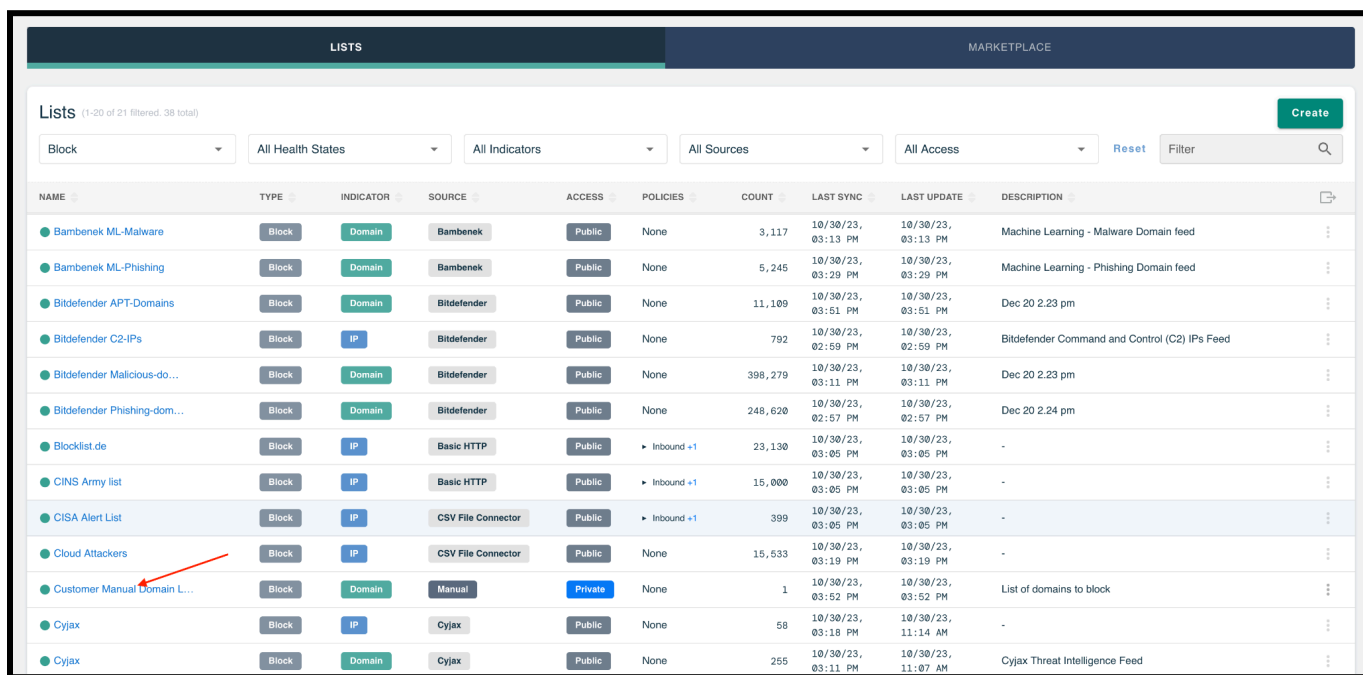 LISTS MARKETPLACE
Lists (1-20 of 21 filtered. 38 total) Create
Block All Health States All Indicators All Sources All Access Reset Filter
NAME TYPE INDICATOR SOURCE ACCESS POLICIES COUNT LAST SYNC LAST UPDATE DESCRIPTION
Bambenek ML-Malware Block Domain Bambenek Public None 3,117 10/30/23, 03:13 PM 10/30/23, 03:13 PM Machine Learning - Malware Domain feed
Bambenek ML-Phishing Block Domain Bambenek Public None 5,245 10/30/23, 03:29 PM 10/30/23, 03:29 PM Machine Learning - Phishing Domain feed
Bitdefender APT-Domains Block Domain Bitdefender Public None 11,109 10/30/23, 03:51 PM 10/30/23, 03:51 PM Dec 20 2.23 pm
Bitdefender C2-IPs Block IP Bitdefender Public None 792 10/30/23, 02:59 PM 10/30/23, 02:59 PM Bitdefender Command and Control (C2) IPs Feed
Bitdefender Malicious-do... Block Domain Bitdefender Public None 398,279 10/30/23, 03:11 PM 10/30/23, 03:11 PM Dec 20 2.23 pm
Bitdefender Phishing-dom... Block Domain Bitdefender Public None 248,620 10/30/23, 02:57 PM 10/30/23, 02:57 PM Dec 20 2.24 pm
Blocklist.de Block IP Basic HTTP Public ▸ Inbound +1 23,130 10/30/23, 03:05 PM 10/30/23, 03:05 PM -
CINS Army list Block IP Basic HTTP Public ▸ Inbound +1 15,000 10/30/23, 03:05 PM 10/30/23, 03:05 PM -
CISA Alert List Block IP CSV File Connector Public ▸ Inbound +1 399 10/30/23, 03:05 PM 10/30/23, 03:05 PM -
Cloud Attackers Block IP CSV File Connector Public None 15,533 10/30/23, 03:19 PM 10/30/23, 03:19 PM -
Customer Manual Domain L... Block Domain Manual Private None 1 10/30/23, 03:52 PM 10/30/23, 03:52 PM List of domains to block
Cyjax Block IP Cyjax Public None 58 10/30/23, 03:18 PM 10/30/23, 11:14 AM -
Cyjax Block Domain Cyjax Public None 255 10/30/23, 03:11 PM 10/30/23, 11:07 AM Cyjax Threat Intelligence Feed